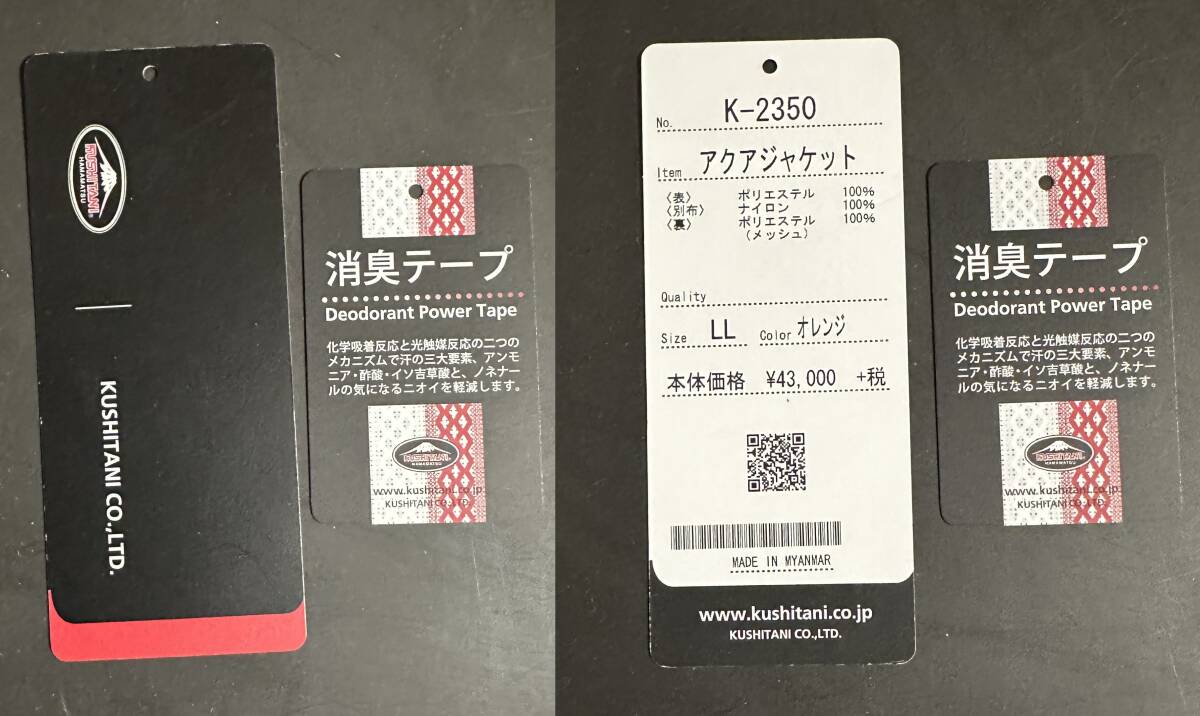 KUSHITANI
HAMAMATSU
KUSHITANI CO.,LTD.
消臭テープ
Deodorant Power Tape
化学吸着反応と光触媒反応の二つの
メカニズムで汗の三大要素、アンモ
ニア・酢酸・イソ吉草酸と、ノネナー
ルの気になるニオイを軽減します。
KUSHITANI
HAMAMATSU
www.kushitani.co.jp
KUSHITANI CO.,LTD.
No. K-2350
Item アクアジャケット
〈表〉 ポリエステル 100%
〈別布〉 ナイロン 100%
〈裏〉 ポリエステル 100%
(メッシュ)
Quality
Size LL Color オレンジ
本体価格 ¥43,000 +税
MADE IN MYANMAR
www.kushitani.co.jp
KUSHITANI CO.,LTD.
消臭テープ
Deodorant Power Tape
化学吸着反応と光触媒反応の二つの
メカニズムで汗の三大要素、アンモ
ニア・酢酸・イソ吉草酸と、ノネナー
ルの気になるニオイを軽減します。
KUSHITANI
HAMAMATSU
www.kushitani.co.jp
KUSHITANI CO.,LTD.